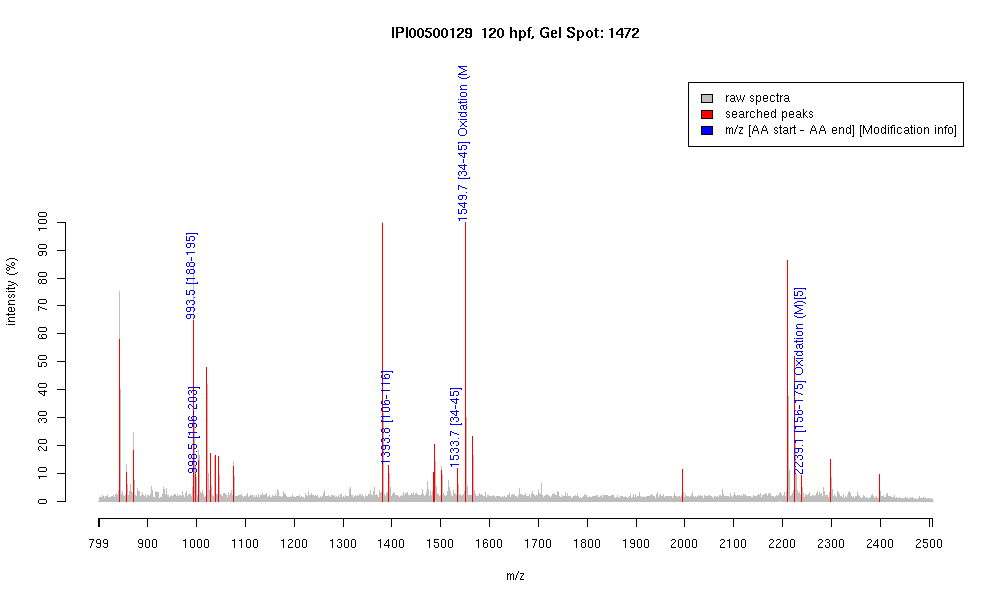 IPI00500129 120 hpf, Gel Spot: 1472
raw spectra
searched peaks
m/z [AA start - AA end] [Modification info]
1549.7 [34-45] Oxidation (M
993.5 [188-195]
998.5 [196-203]
1393.8 [106-116]
1533.7 [34-45]
2239.1 [156-175] Oxidation (M)[5]
intensity (%)
100
90
80
70
60
50
40
30
20
10
0
799 900 1000 1100 1200 1300 1400 1500 1600 1700 1800 1900 2000 2100 2200 2300 2400 2500
m/z